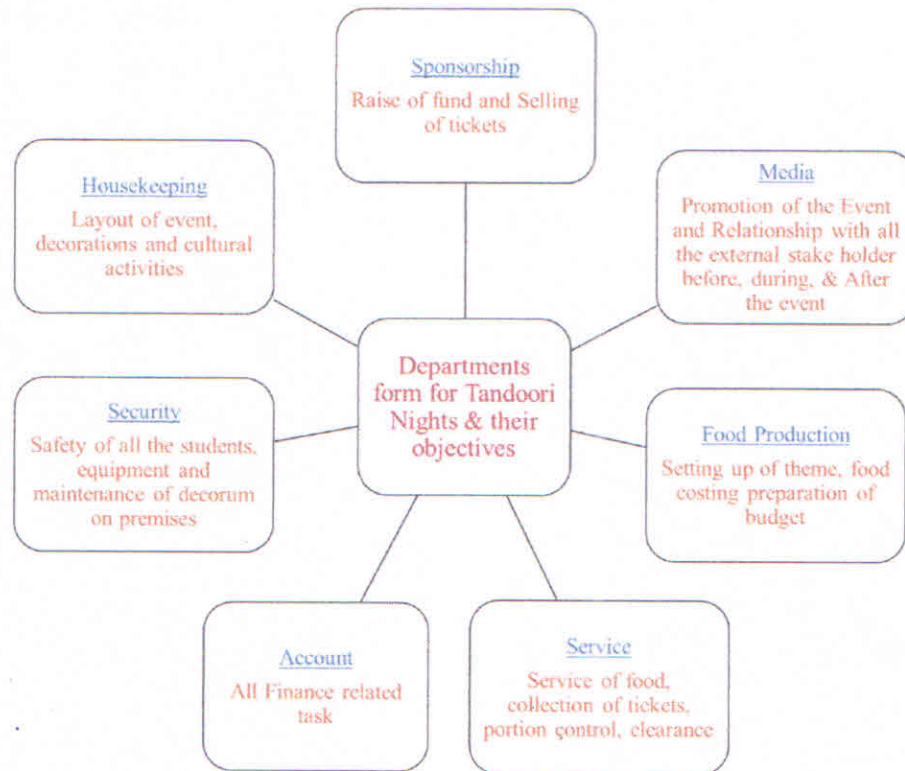 Sponsorship
Raise of fund and Selling
of tickets
Media
Promotion of the Event
and Relationship with all
the external stake holder
before, during, & After
the event
Food Production
Setting up of theme, food
costing preparation of
budget
Service
Service of food,
collection of tickets,
portion control, clearance
Account
All Finance related
task
Security
Safety of all the students,
equipment and
maintenance of decorum
on premises
Housekeeping
Layout of event,
decorations and cultural
activities
Departments
form for Tandoori
Nights & their
objectives